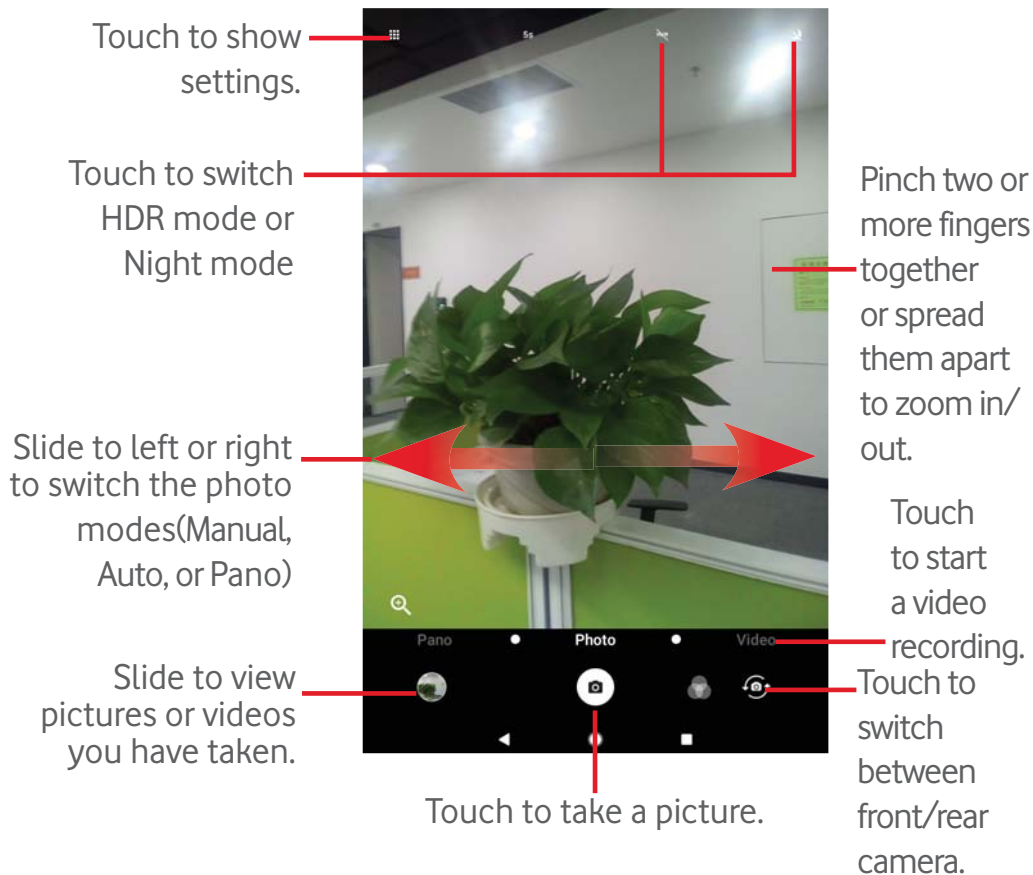 Touch to show
settings.
5s
Touch to switch
HDR mode or
Night mode
Pinch two or
more fingers
together
or spread
them apart
to zoom in/
out.
Slide to left or right
to switch the photo
modes(Manual,
Auto, or Pano)
Touch
to start
a video
recording.
Pano
Photo
Video
Slide to view
pictures or videos
you have taken.
Touch to
switch
between
front/rear
camera.
Touch to take a picture.